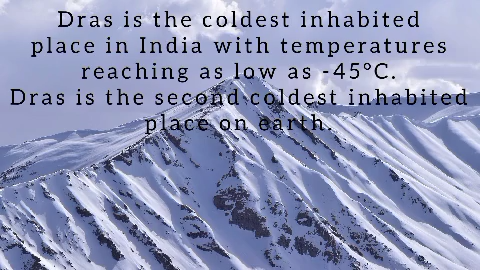 Dras is the coldest inhabited
place in India with temperatures
reaching as low as -45°C.
Dras is the second coldest inhabited
place on earth.